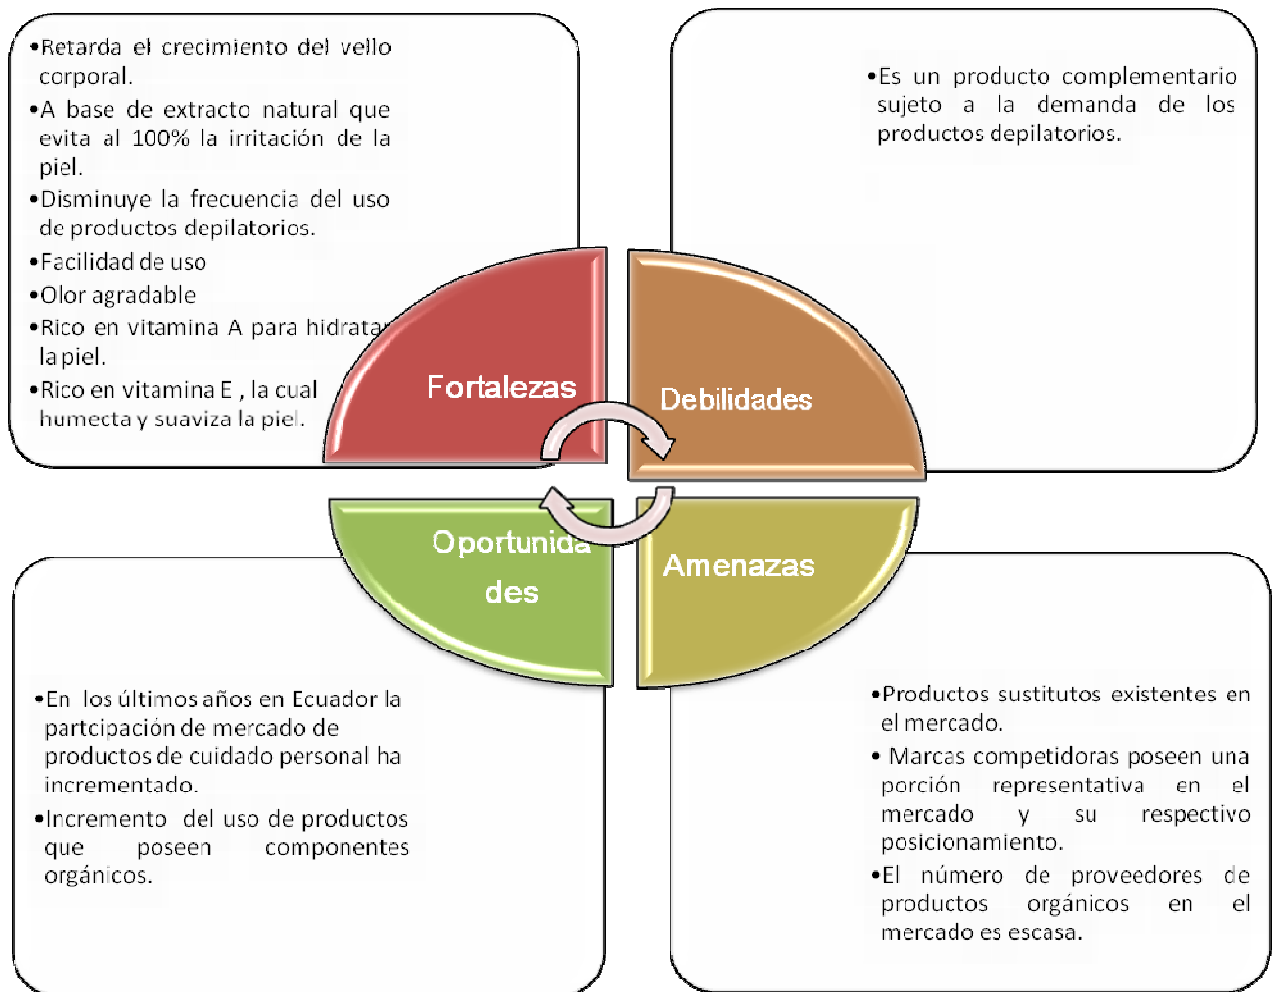 •Retarda el crecimiento del vello
corporal.
•A base de extracto natural que
evita al 100% la irritación de la
piel.
•Disminuye la frecuencia del uso
de productos depilatorios.
•Facilidad de uso
•Olor agradable
•Rico en vitamina A para hidratar
la piel.
•Rico en vitamina E , la cual
humecta y suaviza la piel.
•Es un producto complementario
sujeto a la demanda de los
productos depilatorios.
Fortalezas
Debilidades
Oportunida
des
Amenazas
•En los últimos años en Ecuador la
partcipación de mercado de
productos de cuidado personal ha
incrementado.
•Incremento del uso de productos
que poseen componentes
orgánicos.
•Productos sustitutos existentes en
el mercado.
• Marcas competidoras poseen una
porción representativa en el
mercado y su respectivo
posicionamiento.
•El número de proveedores de
productos orgánicos en el
mercado es escasa.